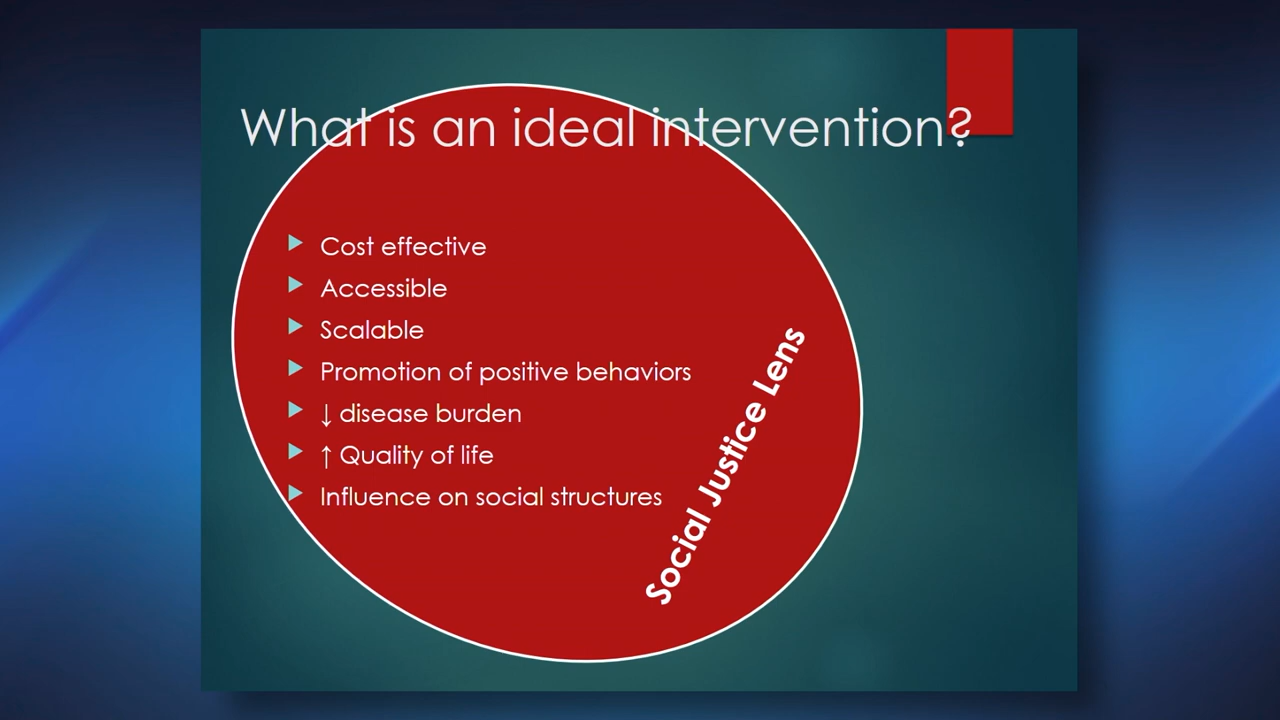 What is an ideal intervention?
Cost effective
Accessible
Scalable
Promotion of positive behaviors
↓ disease burden
↑ Quality of life
Influence on social structures
Social Justice Lens